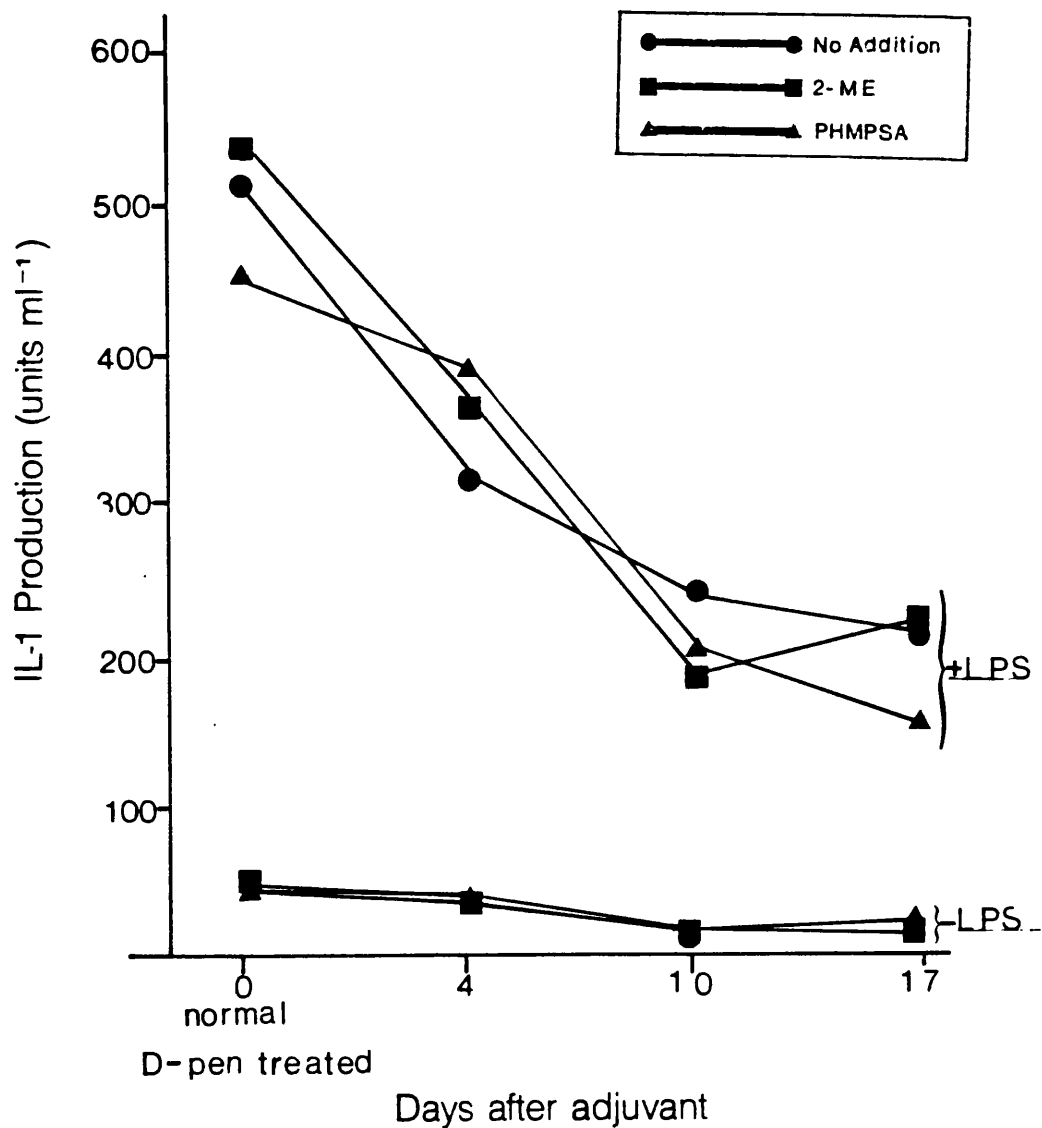 No Addition
2-ME
PHMPSA
600
500
400
300
200
100
IL-1 Production (units ml⁻¹)
+LPS
-LPS
0 4 10 17
normal
D-pen treated
Days after adjuvant